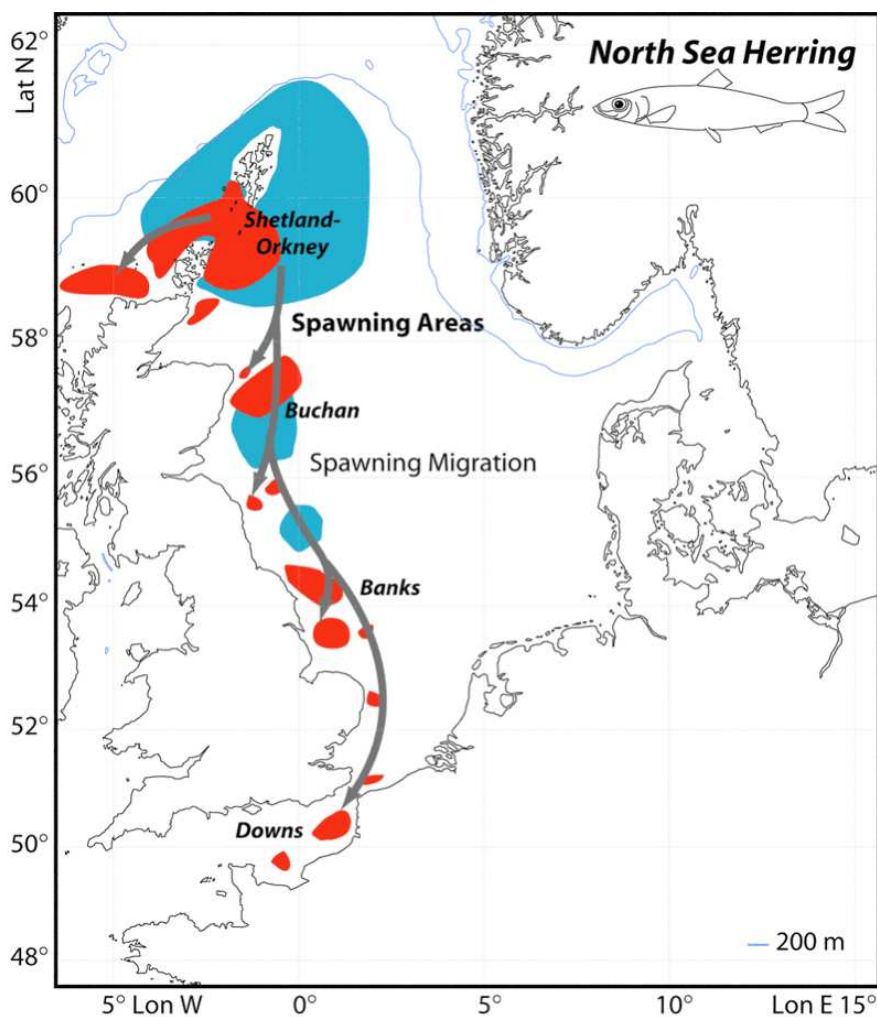 North Sea Herring
Lat N
62°
60°
Shetland-
Orkney
58°
Spawning Areas
Buchan
56°
Spawning Migration
Banks
54°
52°
Downs
50°
48°
200 m
5° Lon W
0°
5°
10°
Lon E 15°